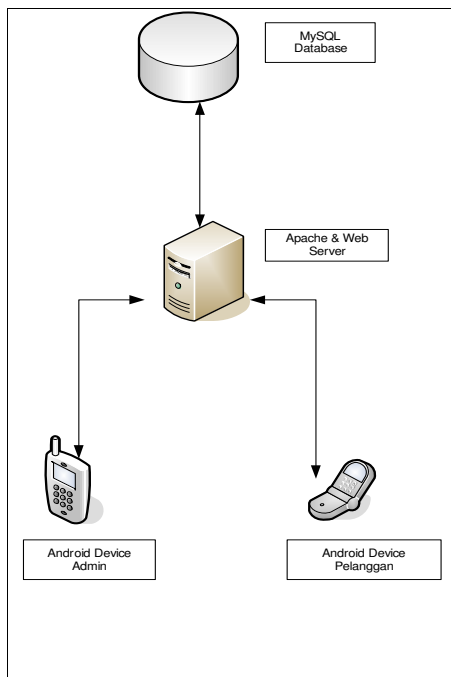 MySQL
Database
Apache & Web
Server
Android Device
Admin
Android Device
Pelanggan